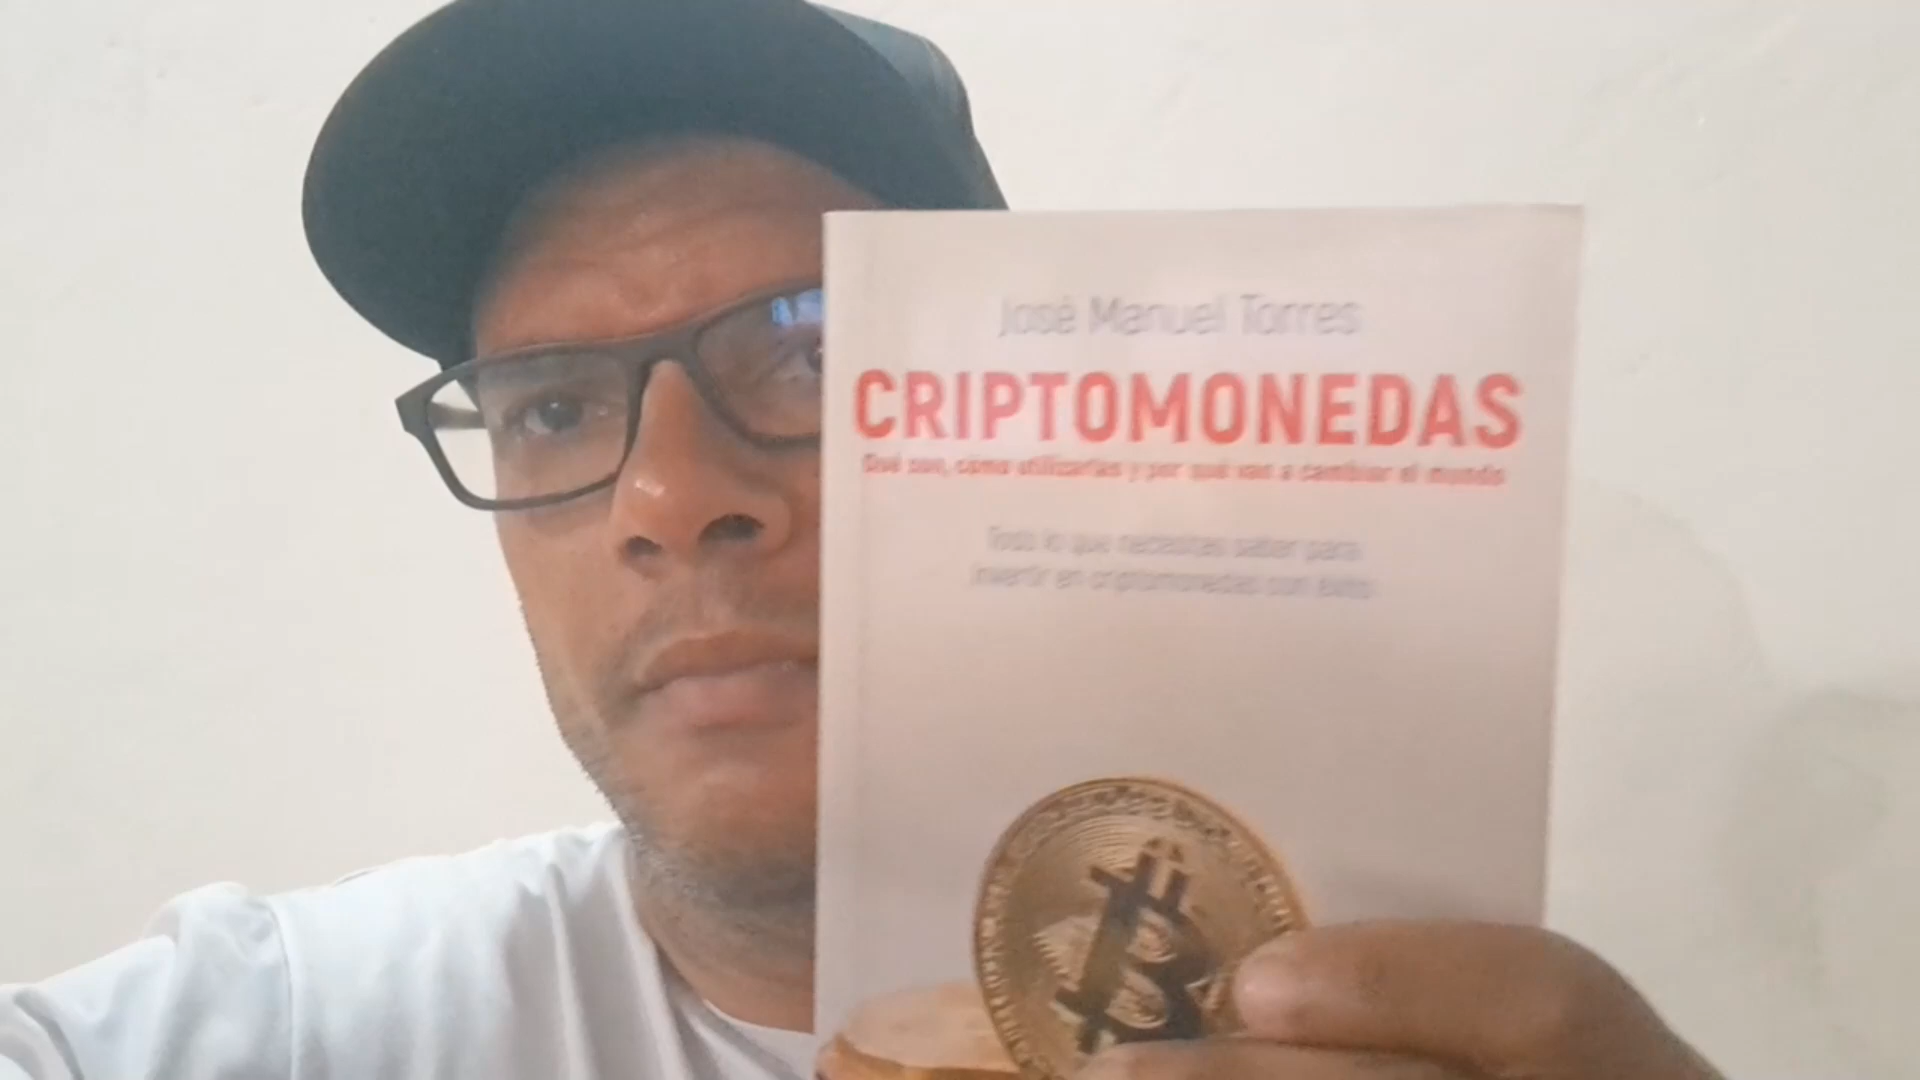 José Manuel Torres
CRIPTOMONEDAS
Qué son, cómo utilizarlas y por qué van a cambiar el mundo
Todo lo que necesitas saber para
invertir en criptomonedas con éxito